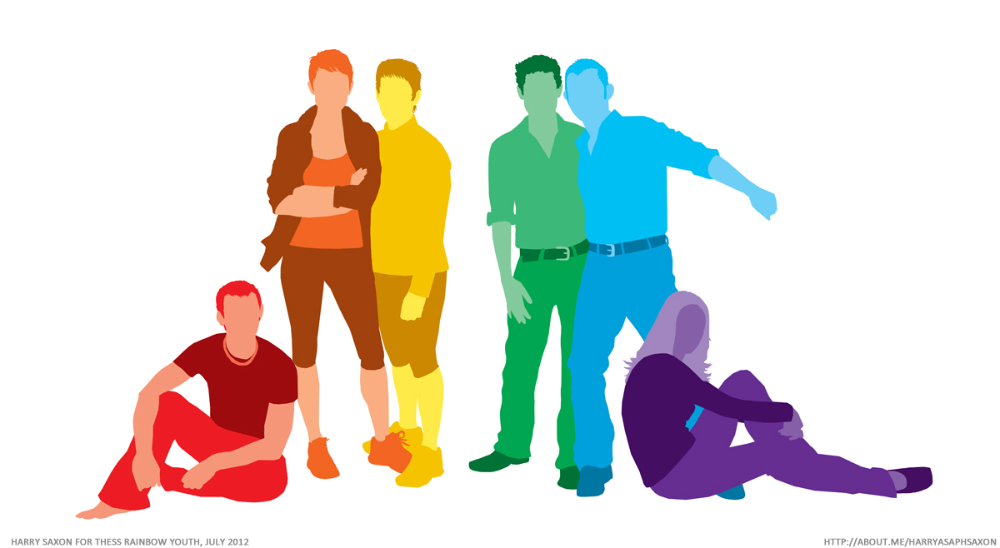 HARRY SAXON FOR THESS RAINBOW YOUTH, JULY 2012
HTTP://ABOUT.ME/HARRYASAPHSAXON